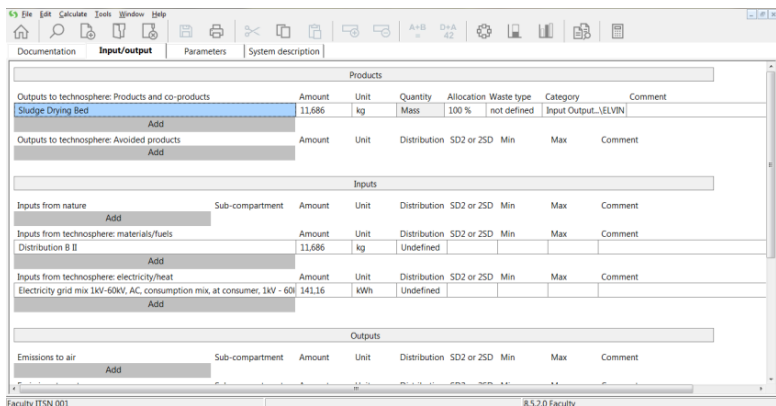 File Edit Calculate Tools Window Help
A+B = D÷A 42
Documentation Input/output Parameters System description
Products
Outputs to technosphere: Products and co-products Amount Unit Quantity Allocation Waste type Category Comment
Sludge Drying Bed 11,686 kg Mass 100 % not defined Input Output...\ELVIN
Add
Outputs to technosphere: Avoided products Amount Unit Distribution SD2 or 2SD Min Max Comment
Add
Inputs
Inputs from nature Sub-compartment Amount Unit Distribution SD2 or 2SD Min Max Comment
Add
Inputs from technosphere: materials/fuels Amount Unit Distribution SD2 or 2SD Min Max Comment
Distribution B II 11,686 kg Undefined
Add
Inputs from technosphere: electricity/heat Amount Unit Distribution SD2 or 2SD Min Max Comment
Electricity grid mix 1kV-60kV, AC, consumption mix, at consumer, 1kV - 60 141,16 kWh Undefined
Add
Outputs
Emissions to air Sub-compartment Amount Unit Distribution SD2 or 2SD Min Max Comment
Add
Faculty ITSN 001 8.5.2.0 Faculty